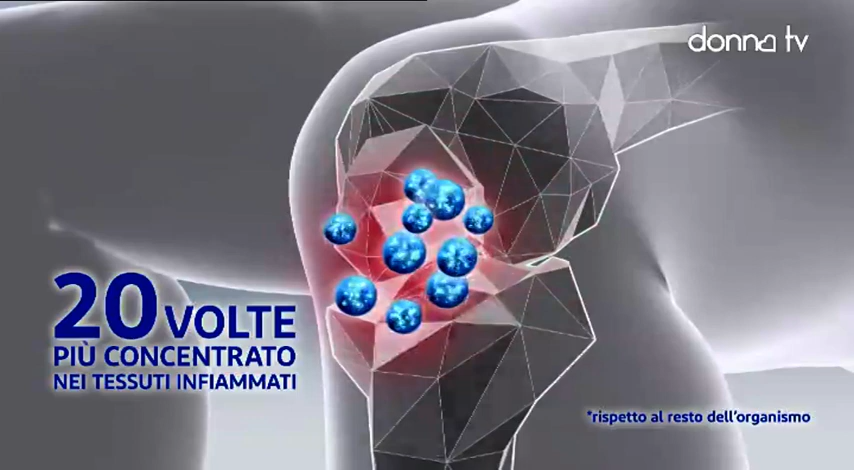 donna tv
20 VOLTE
PIÙ CONCENTRATO
NEI TESSUTI INFIAMMATI
*rispetto al resto dell'organismo